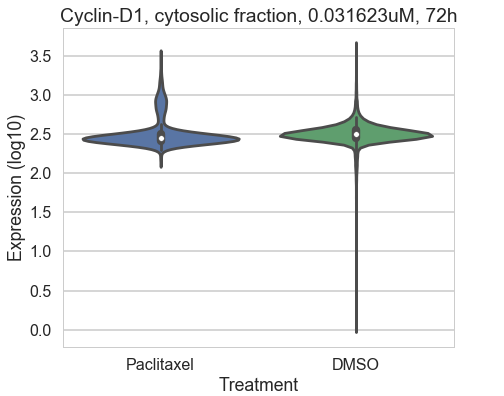 Cyclin-D1, cytosolic fraction, 0.031623uM, 72h
3.5
3.0
2.5
2.0
1.5
1.0
0.5
0.0
Expression (log10)
Paclitaxel
DMSO
Treatment